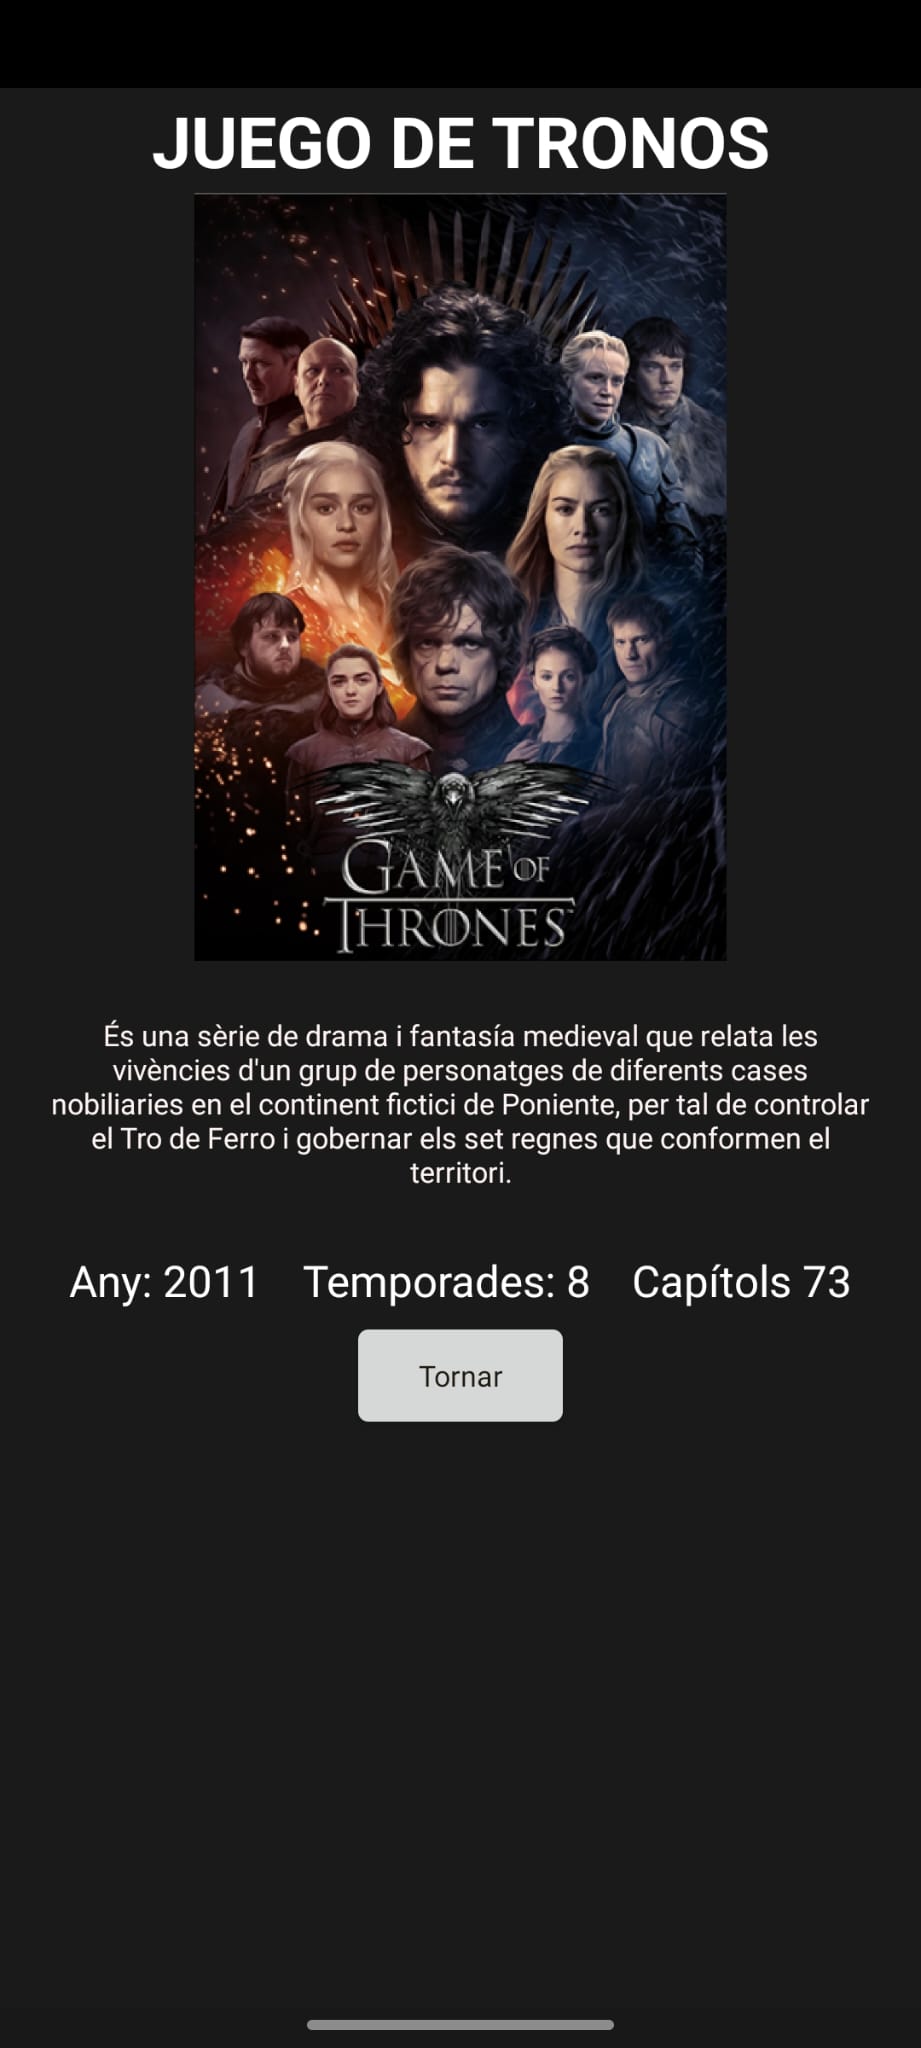 JUEGO DE TRONOS
GAME OF
THRONES
És una sèrie de drama i fantasía medieval que relata les
vivències d'un grup de personatges de diferents cases
nobiliaries en el continent fictici de Poniente, per tal de controlar
el Tro de Ferro i gobernar els set regnes que conformen el
territori.
Any: 2011 Temporades: 8 Capítols 73
Tornar